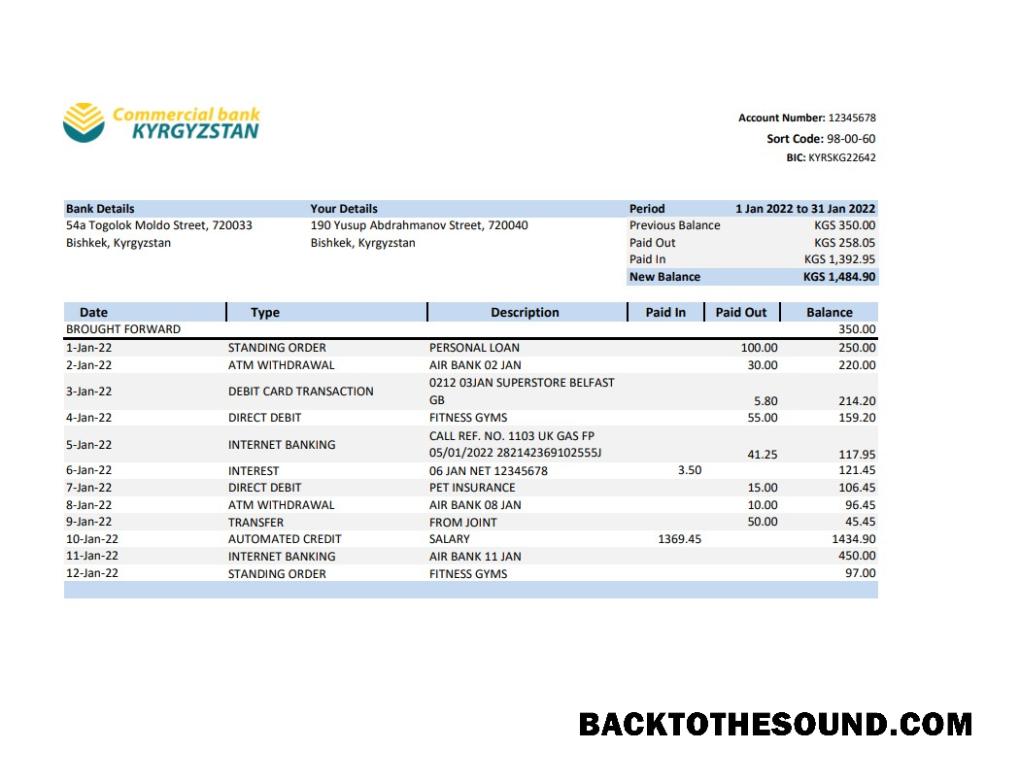 Commercial bank
KYRGYZSTAN
Account Number: 12345678
Sort Code: 98-00-60
BIC: KYRSKG22642
Bank Details Your Details Period 1 Jan 2022 to 31 Jan 2022
54a Togolok Moldo Street, 720033 190 Yusup Abdrahmanov Street, 720040 Previous Balance KGS 350.00
Bishkek, Kyrgyzstan Bishkek, Kyrgyzstan Paid Out KGS 258.05
Paid In KGS 1,392.95
New Balance KGS 1,484.90
Date Type Description Paid In Paid Out Balance
BROUGHT FORWARD 350.00
1-Jan-22 STANDING ORDER PERSONAL LOAN 100.00 250.00
2-Jan-22 ATM WITHDRAWAL AIR BANK 02 JAN 30.00 220.00
3-Jan-22 DEBIT CARD TRANSACTION 0212 03JAN SUPERSTORE BELFAST
GB 5.80 214.20
4-Jan-22 DIRECT DEBIT FITNESS GYMS 55.00 159.20
5-Jan-22 INTERNET BANKING CALL REF. NO. 1103 UK GAS FP
05/01/2022 282142369102555J 41.25 117.95
6-Jan-22 INTEREST 06 JAN NET 12345678 3.50 121.45
7-Jan-22 DIRECT DEBIT PET INSURANCE 15.00 106.45
8-Jan-22 ATM WITHDRAWAL AIR BANK 08 JAN 10.00 96.45
9-Jan-22 TRANSFER FROM JOINT 50.00 45.45
10-Jan-22 AUTOMATED CREDIT SALARY 1369.45 1434.90
11-Jan-22 INTERNET BANKING AIR BANK 11 JAN 450.00
12-Jan-22 STANDING ORDER FITNESS GYMS 97.00
BACKTOTHESOUND.COM